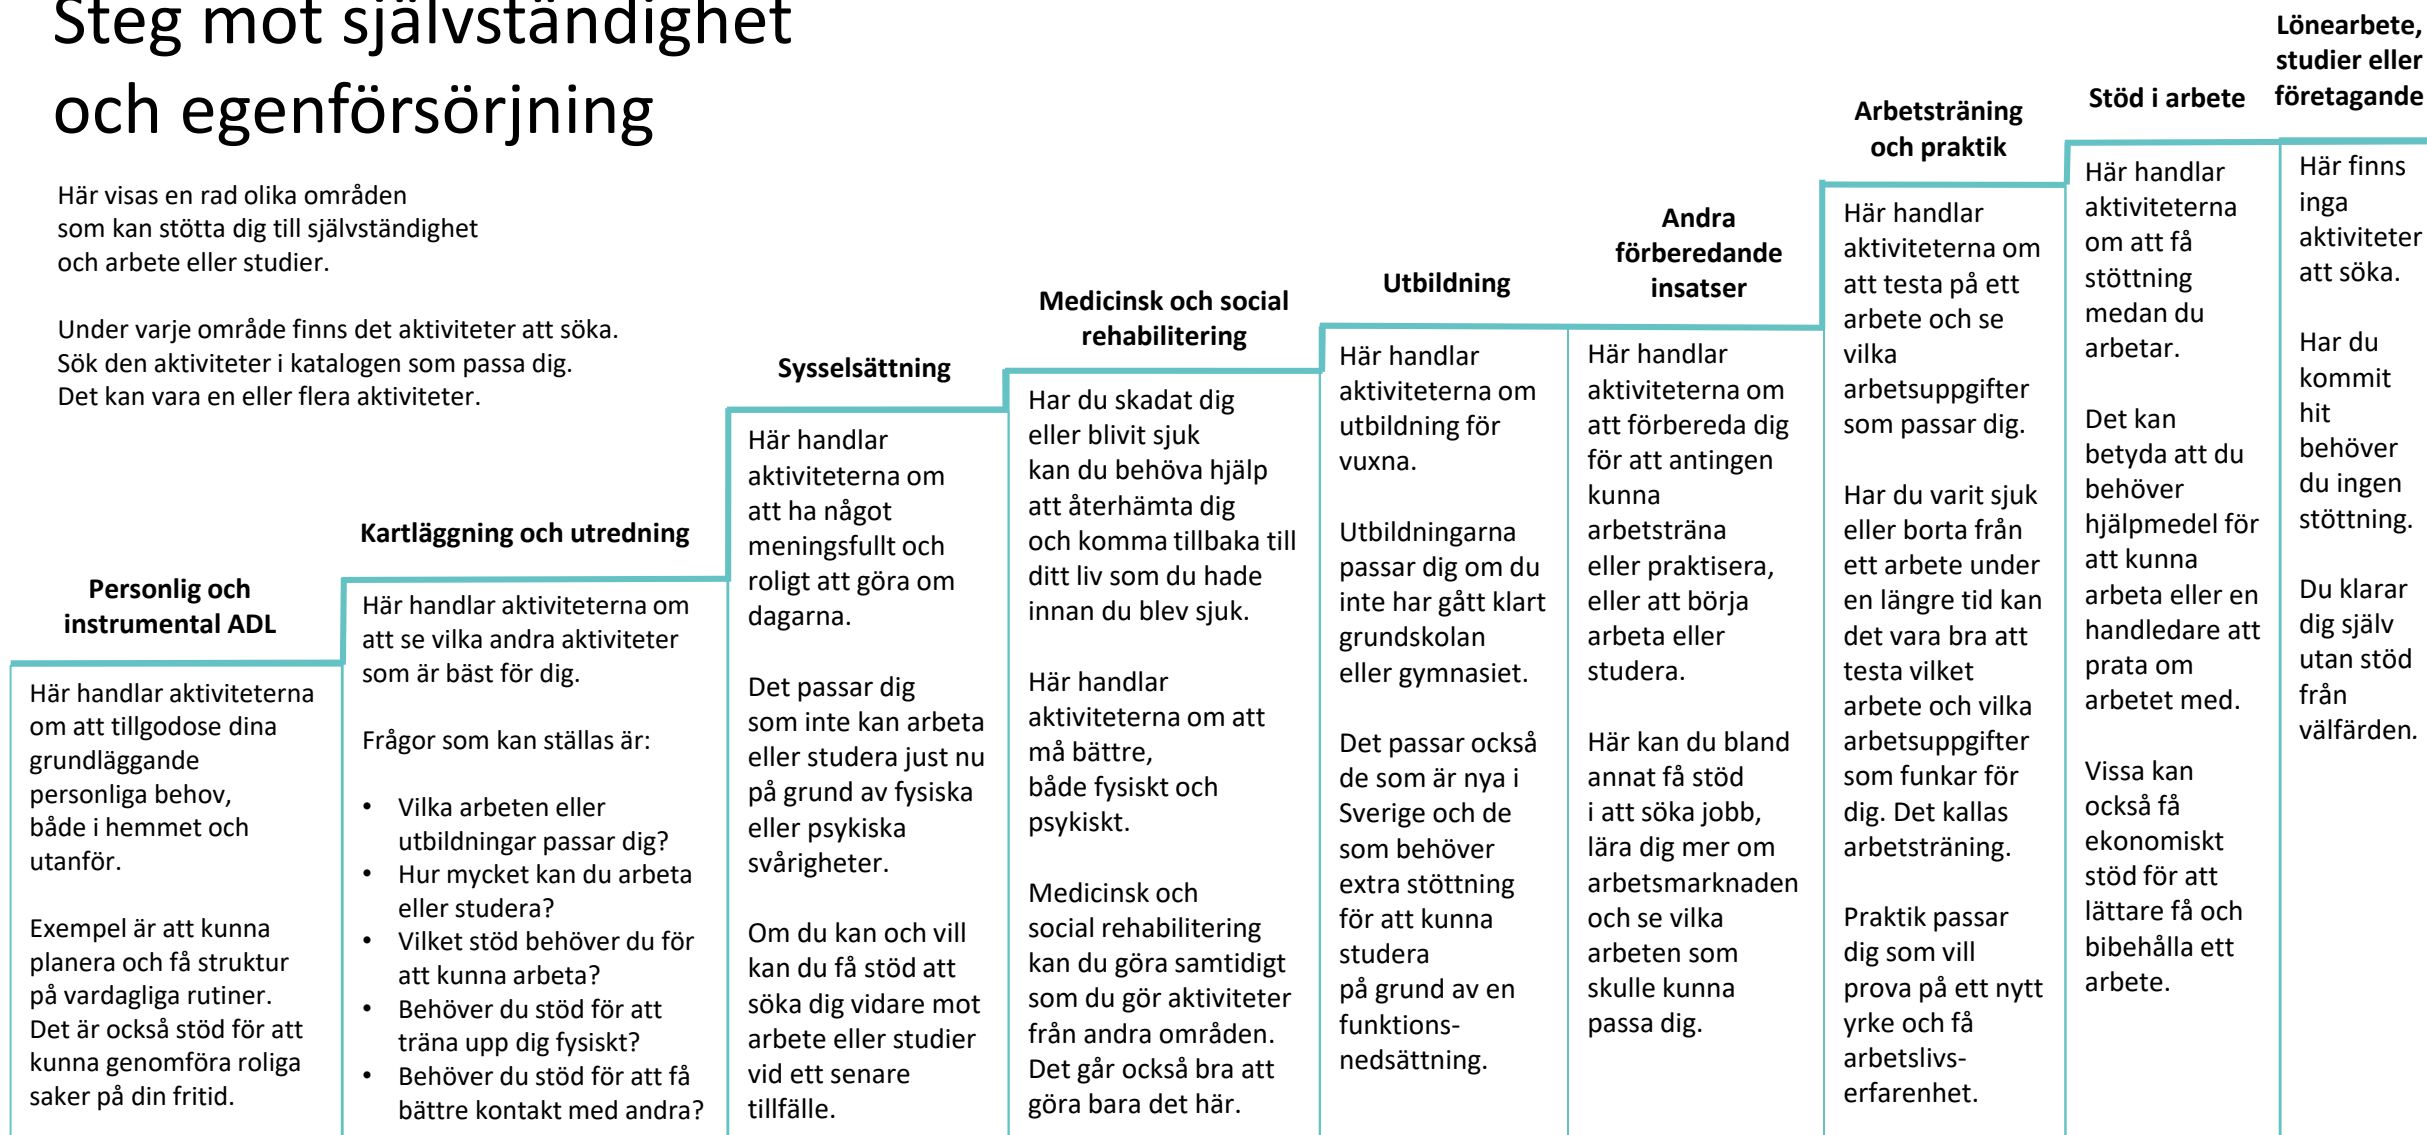 Steg mot självständighet
och egenförsörjning
Här visas en rad olika områden
som kan stötta dig till självständighet
och arbete eller studier.
Under varje område finns det aktiviteter att söka.
Sök den aktiviteter i katalogen som passa dig.
Det kan vara en eller flera aktiviteter.
Personlig och
instrumental ADL
Här handlar aktiviteterna
om att tillgodose dina
grundläggande
personliga behov,
både i hemmet och
utanför.
Exempel är att kunna
planera och få struktur
på vardagliga rutiner.
Det är också stöd för att
kunna genomföra roliga
saker på din fritid.
Kartläggning och utredning
Här handlar aktiviteterna om
att se vilka andra aktiviteter
som är bäst för dig.
Frågor som kan ställas är:
• Vilka arbeten eller
utbildningar passar dig?
• Hur mycket kan du arbeta
eller studera?
• Vilket stöd behöver du för
att kunna arbeta?
• Behöver du stöd för att
träna upp dig fysiskt?
• Behöver du stöd för att få
bättre kontakt med andra?
Sysselsättning
Här handlar
aktiviteterna om
att ha något
meningsfullt och
roligt att göra om
dagarna.
Det passar dig
som inte kan arbeta
eller studera just nu
på grund av fysiska
eller psykiska
svårigheter.
Om du kan och vill
kan du få stöd att
söka dig vidare mot
arbete eller studier
vid ett senare
tillfälle.
Medicinsk och social
rehabilitering
Har du skadat dig
eller blivit sjuk
kan du behöva hjälp
att återhämta dig
och komma tillbaka till
ditt liv som du hade
innan du blev sjuk.
Här handlar
aktiviteterna om att
må bättre,
både fysiskt och
psykiskt.
Medicinsk och
social rehabilitering
kan du göra samtidigt
som du gör aktiviteter
från andra områden.
Det går också bra att
göra bara det här.
Utbildning
Här handlar
aktiviteterna om
utbildning för
vuxna.
Utbildningarna
passar dig om du
inte har gått klart
grundskolan
eller gymnasiet.
Det passar också
de som är nya i
Sverige och de
som behöver
extra stöttning
för att kunna
studera
på grund av en
funktions-
nedsättning.
Andra
förberedande
insatser
Här handlar
aktiviteterna om
att förbereda dig
för att antingen
kunna
arbetsträna
eller praktisera,
eller att börja
arbeta eller
studera.
Här kan du bland
annat få stöd
i att söka jobb,
lära dig mer om
arbetsmarknaden
och se vilka
arbeten som
skulle kunna
passa dig.
Arbetsträning
och praktik
Här handlar
aktiviteterna om
att testa på ett
arbete och se
vilka
arbetsuppgifter
som passar dig.
Har du varit sjuk
eller borta från
ett arbete under
en längre tid kan
det vara bra att
testa vilket
arbete och vilka
arbetsuppgifter
som funkar för
dig. Det kallas
arbetsträning.
Praktik passar
dig som vill
prova på ett nytt
yrke och få
arbetslivs-
erfarenhet.
Stöd i arbete
Här handlar
aktiviteterna
om att få
stöttning
medan du
arbetar.
Det kan
betyda att du
behöver
hjälpmedel för
att kunna
arbeta eller en
handledare att
prata om
arbetet med.
Vissa kan
också få
ekonomiskt
stöd för att
lättare få och
bibehålla ett
arbete.
Lönearbete,
studier eller
företagande
Här finns
inga
aktiviteter
att söka.
Har du
kommit
hit
behöver
du ingen
stöttning.
Du klarar
dig själv
utan stöd
från
välfärden.